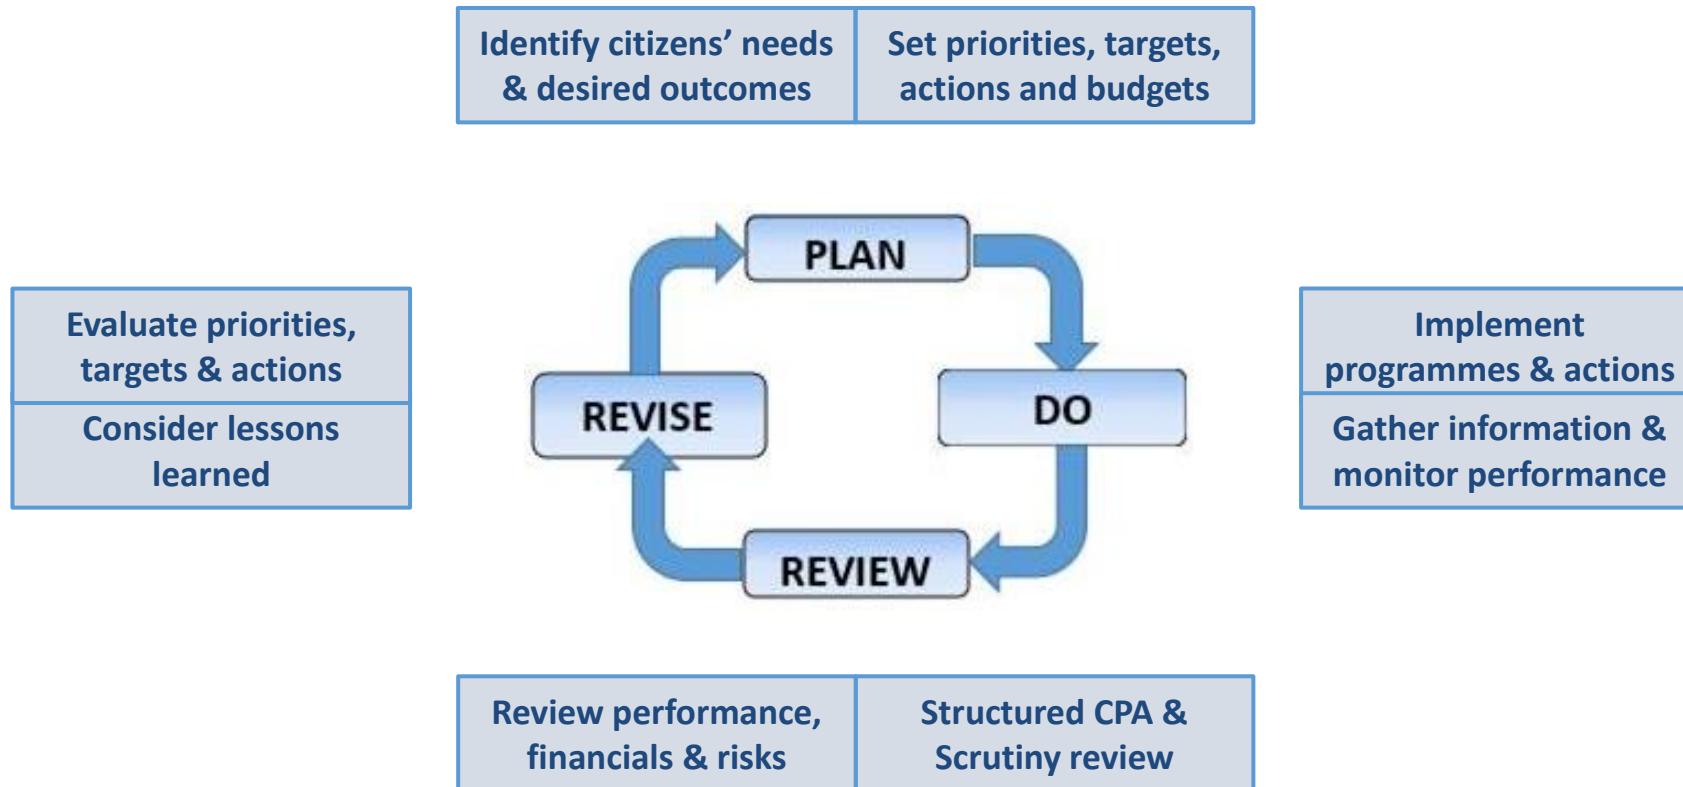 Identify citizens’ needs
& desired outcomes
Set priorities, targets,
actions and budgets
PLAN
Evaluate priorities,
targets & actions
Consider lessons
learned
REVISE
DO
Implement
programmes & actions
Gather information &
monitor performance
REVIEW
Review performance,
financials & risks
Structured CPA &
Scrutiny review